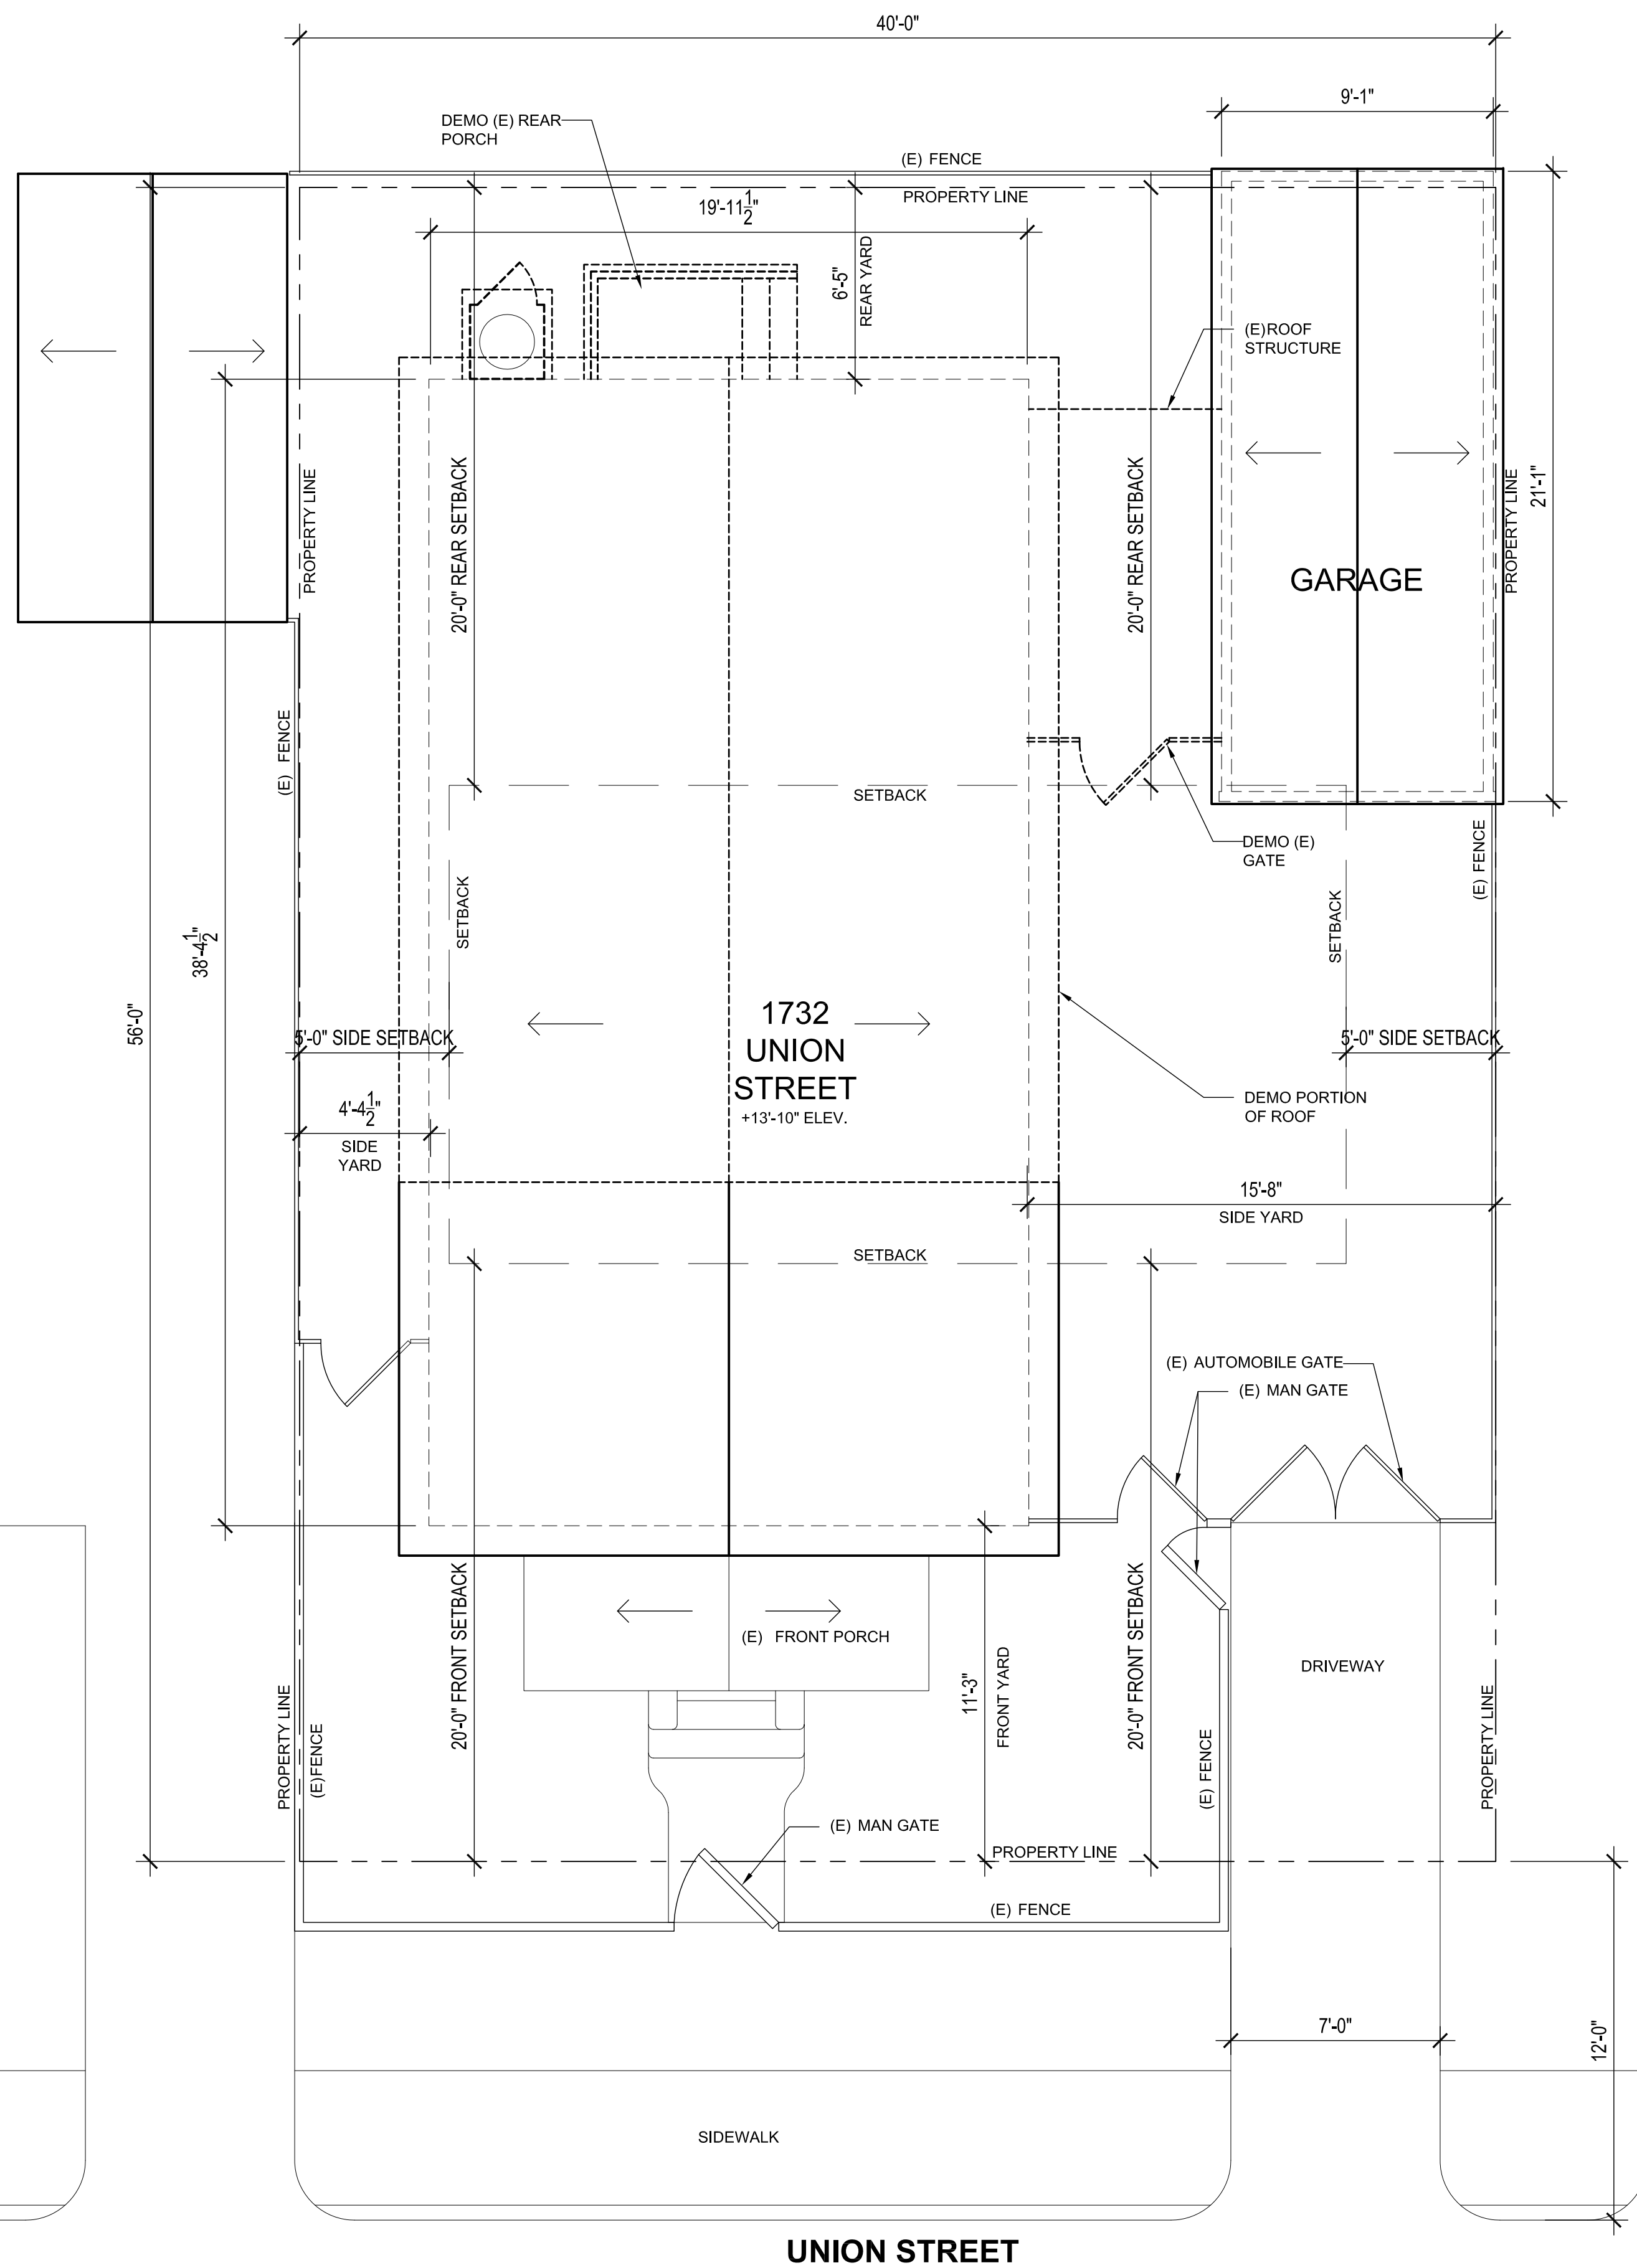 40'-0"
9'-1"
DEMO (E) REAR
PORCH
(E) FENCE
PROPERTY LINE
19'-11 1/2"
6'-5"
REAR YARD
(E)ROOF
STRUCTURE
PROPERTY LINE
20'-0" REAR SETBACK
20'-0" REAR SETBACK
PROPERTY LINE
21'-1"
GARAGE
(E) FENCE
SETBACK
DEMO (E)
GATE
(E) FENCE
SETBACK
SETBACK
38'-4 1/2"
56'-0"
1732
UNION
STREET
+13'-10" ELEV.
5'-0" SIDE SETBACK
5'-0" SIDE SETBACK
4'-4 1/2"
SIDE
YARD
DEMO PORTION
OF ROOF
15'-8"
SIDE YARD
SETBACK
(E) AUTOMOBILE GATE
(E) MAN GATE
20'-0" FRONT SETBACK
(E) FRONT PORCH
11'-3"
FRONT YARD
20'-0" FRONT SETBACK
DRIVEWAY
PROPERTY LINE
(E)FENCE
(E) FENCE
PROPERTY LINE
(E) MAN GATE
PROPERTY LINE
(E) FENCE
7'-0"
12'-0"
SIDEWALK
UNION STREET